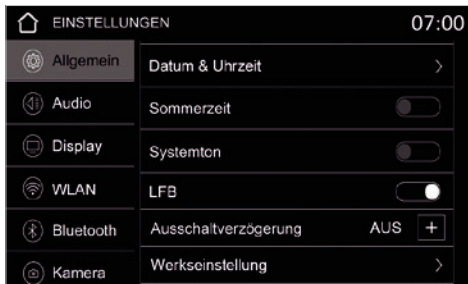 EINSTELLUNGEN 07:00
Allgemein
Audio
Display
WLAN
Bluetooth
Kamera
Datum & Uhrzeit
Sommerzeit
Systemton
LFB
Ausschaltverzögerung AUS +
Werkseinstellung